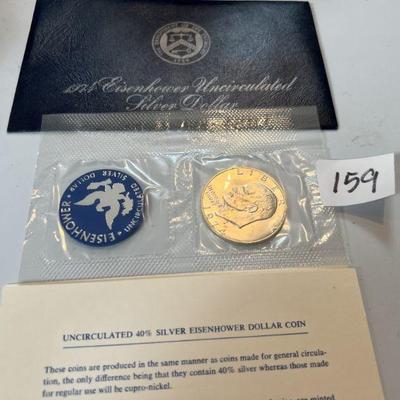 1974 Eisenhower Uncirculated
Silver Dollar
EISENHOWER · UNCIRCULATED SILVER DOLLAR
LIBERTY
159
UNCIRCULATED 40% SILVER EISENHOWER DOLLAR COIN
These coins are produced in the same manner as coins made for general circula-
tion, the only difference being that they contain 40% silver whereas those made
for regular use will be cupro-nickel.